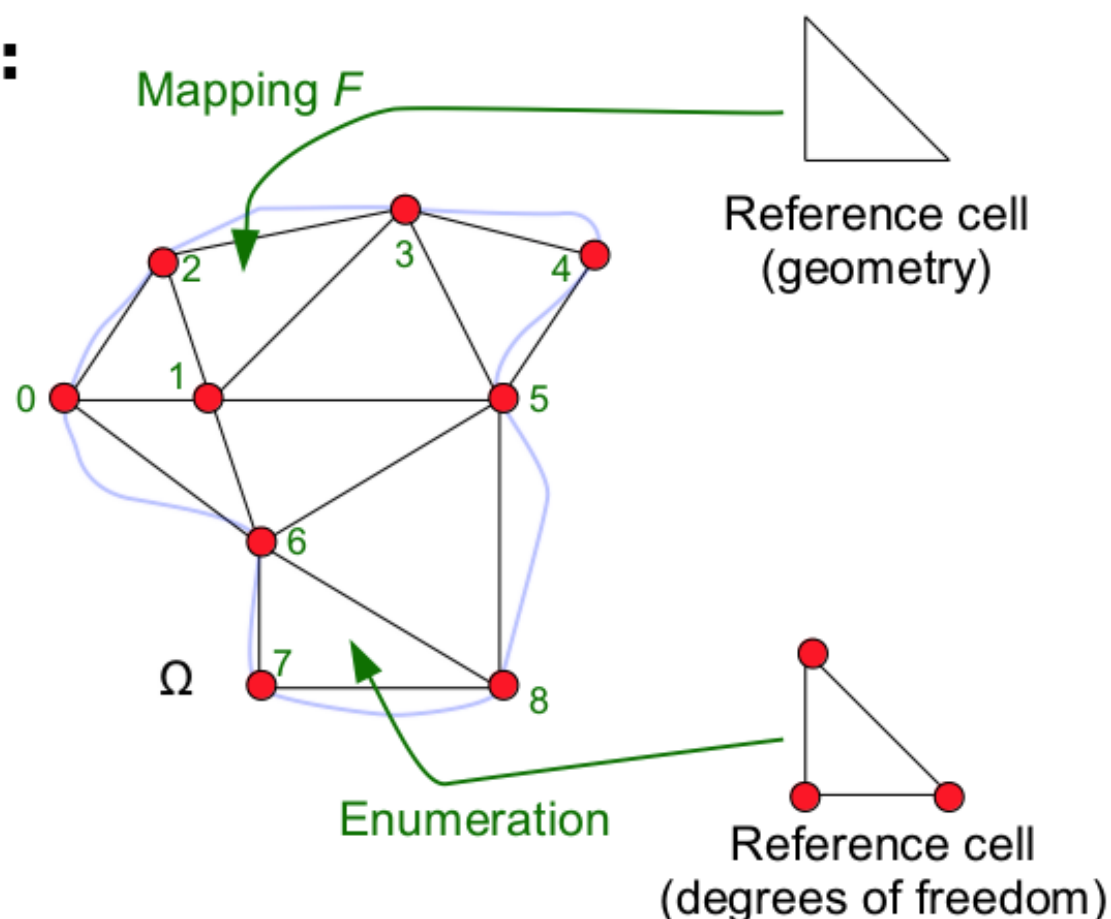 :
Mapping F
Reference cell
(geometry)
3
2
4
1
0
5
6
7
Ω
8
Enumeration
Reference cell
(degrees of freedom)